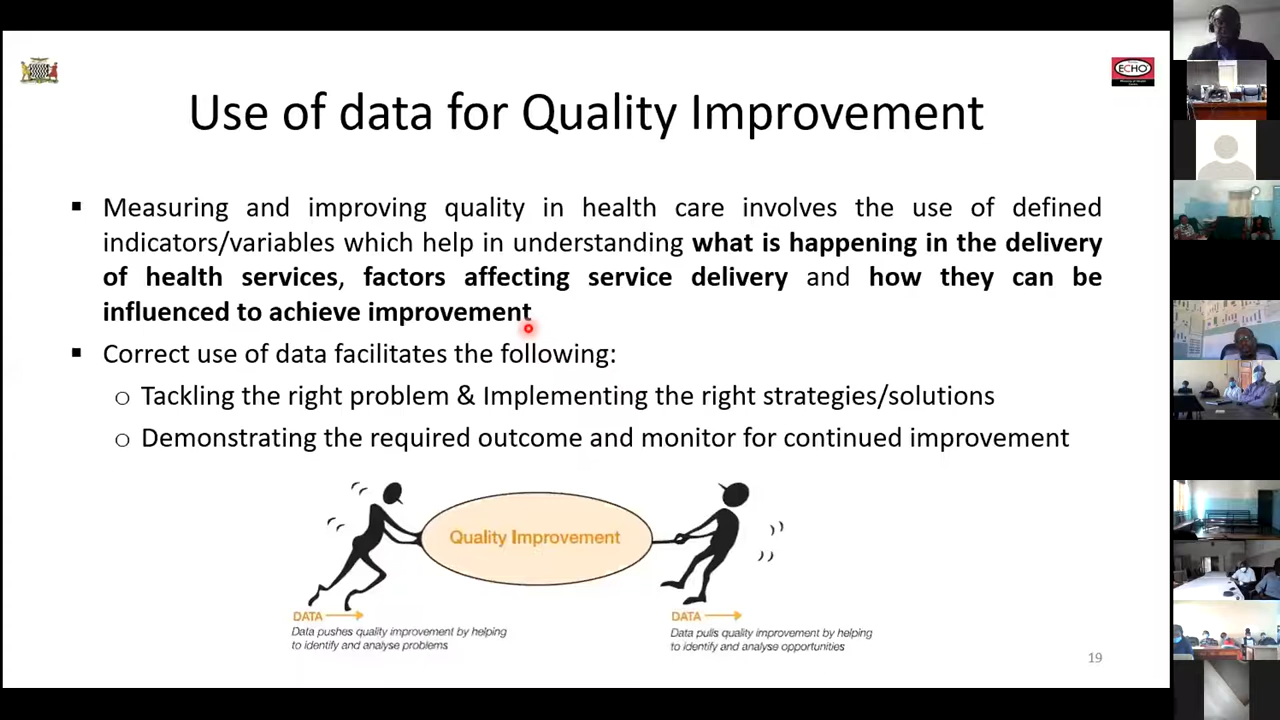 ECHO
Use of data for Quality Improvement
▪ Measuring and improving quality in health care involves the use of defined
indicators/variables which help in understanding what is happening in the delivery
of health services, factors affecting service delivery and how they can be
influenced to achieve improvement
▪ Correct use of data facilitates the following:
o Tackling the right problem & Implementing the right strategies/solutions
o Demonstrating the required outcome and monitor for continued improvement
Quality Improvement
DATA
Data pushes quality improvement by helping
to identify and analyse problems
DATA
Data pulls quality improvement by helping
to identify and analyse opportunities
19